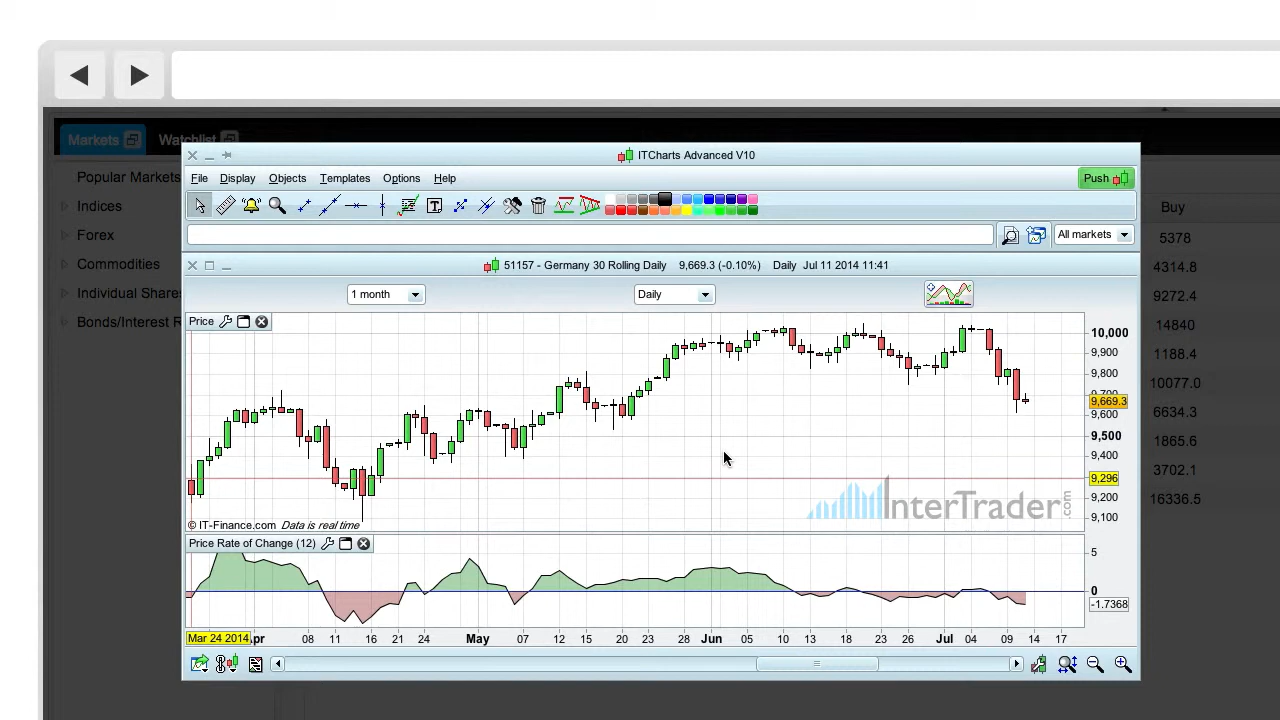 Markets Watchlist
ITCharts Advanced V10
File Display Objects Templates Options Help Push
All markets
Popular Markets
Indices
Forex
Commodities
Individual Shares
Bonds/Interest R
Buy
5378
4314.8
9272.4
14840
1188.4
10077.0
6634.3
1865.6
3702.1
16336.5
51157 - Germany 30 Rolling Daily 9,669.3 (-0.10%) Daily Jul 11 2014 11:41
1 month Daily
Price
10,000
9,900
9,800
9,669.3
9,600
9,500
9,400
9,296
9,200
9,100
InterTrader.com
© IT-Finance.com Data is real time
Price Rate of Change (12)
5
0
-1.7368
Mar 24 2014 pr 08 11 16 21 24 May 07 12 15 20 23 28 Jun 05 10 13 18 23 26 Jul 04 09 14 17